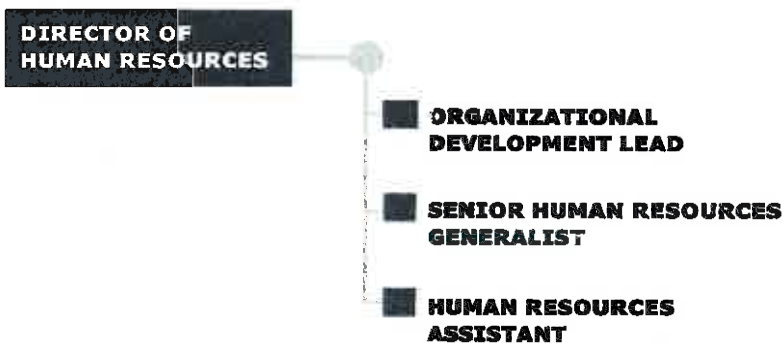 DIRECTOR OF
HUMAN RESOURCES
ORGANIZATIONAL
DEVELOPMENT LEAD
SENIOR HUMAN RESOURCES
GENERALIST
HUMAN RESOURCES
ASSISTANT